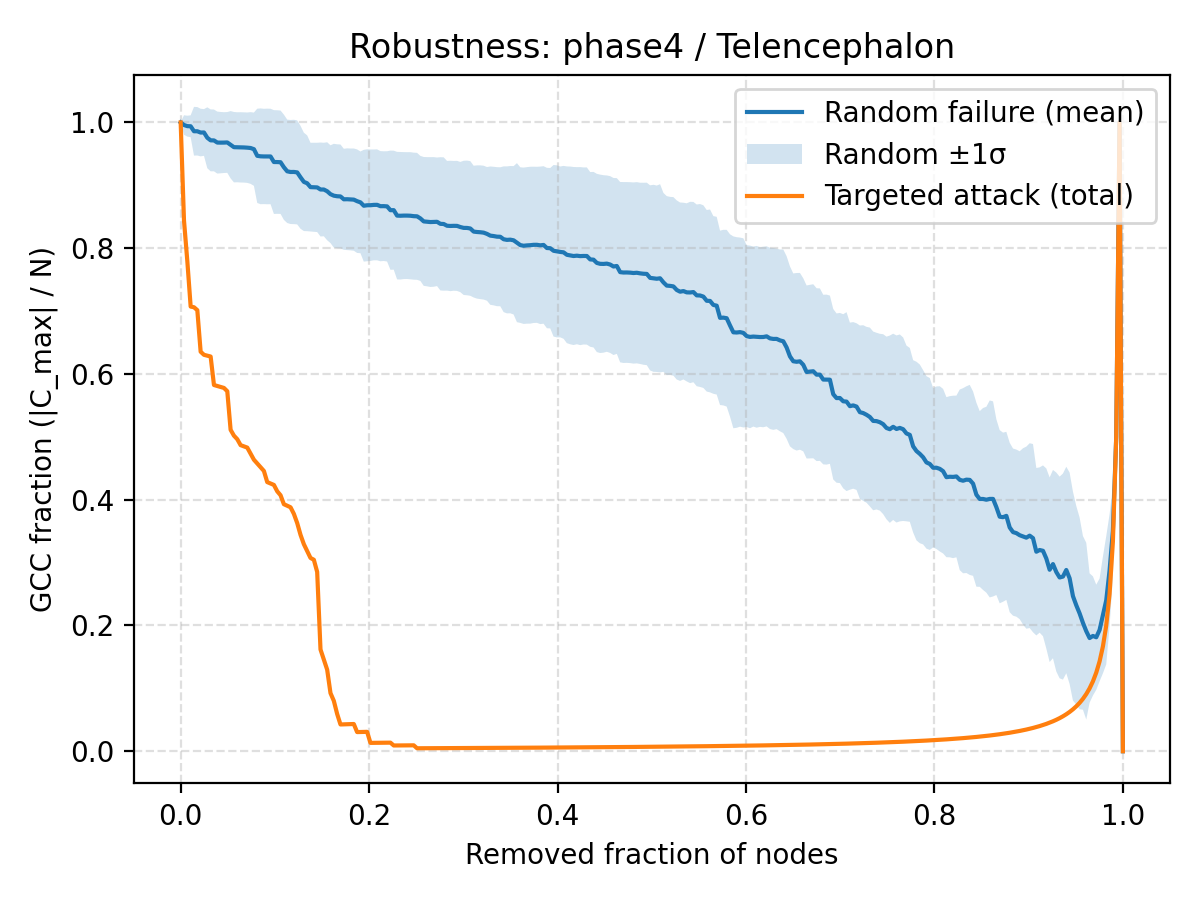 Robustness: phase4 / Telencephalon
Random failure (mean)
Random ±1σ
Targeted attack (total)
GCC fraction (|C_max| / N)
1.0
0.8
0.6
0.4
0.2
0.0
0.0 0.2 0.4 0.6 0.8 1.0
Removed fraction of nodes